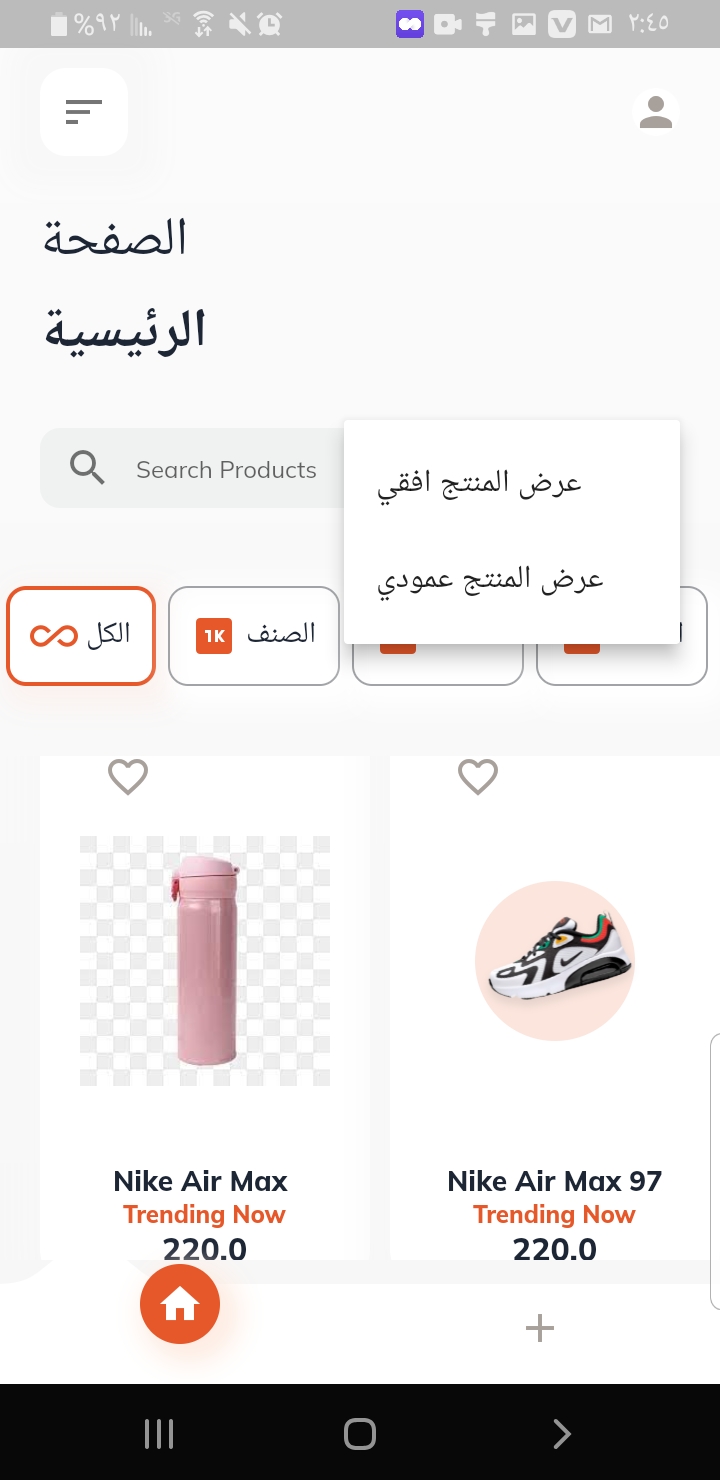 %٩٢ 3G ٢:٤٥
الصفحة
الرئيسية
Search Products
عرض المنتج افقي
عرض المنتج عمودي
الكل
1K الصنف
Nike Air Max
Trending Now
220.0
Nike Air Max 97
Trending Now
220.0